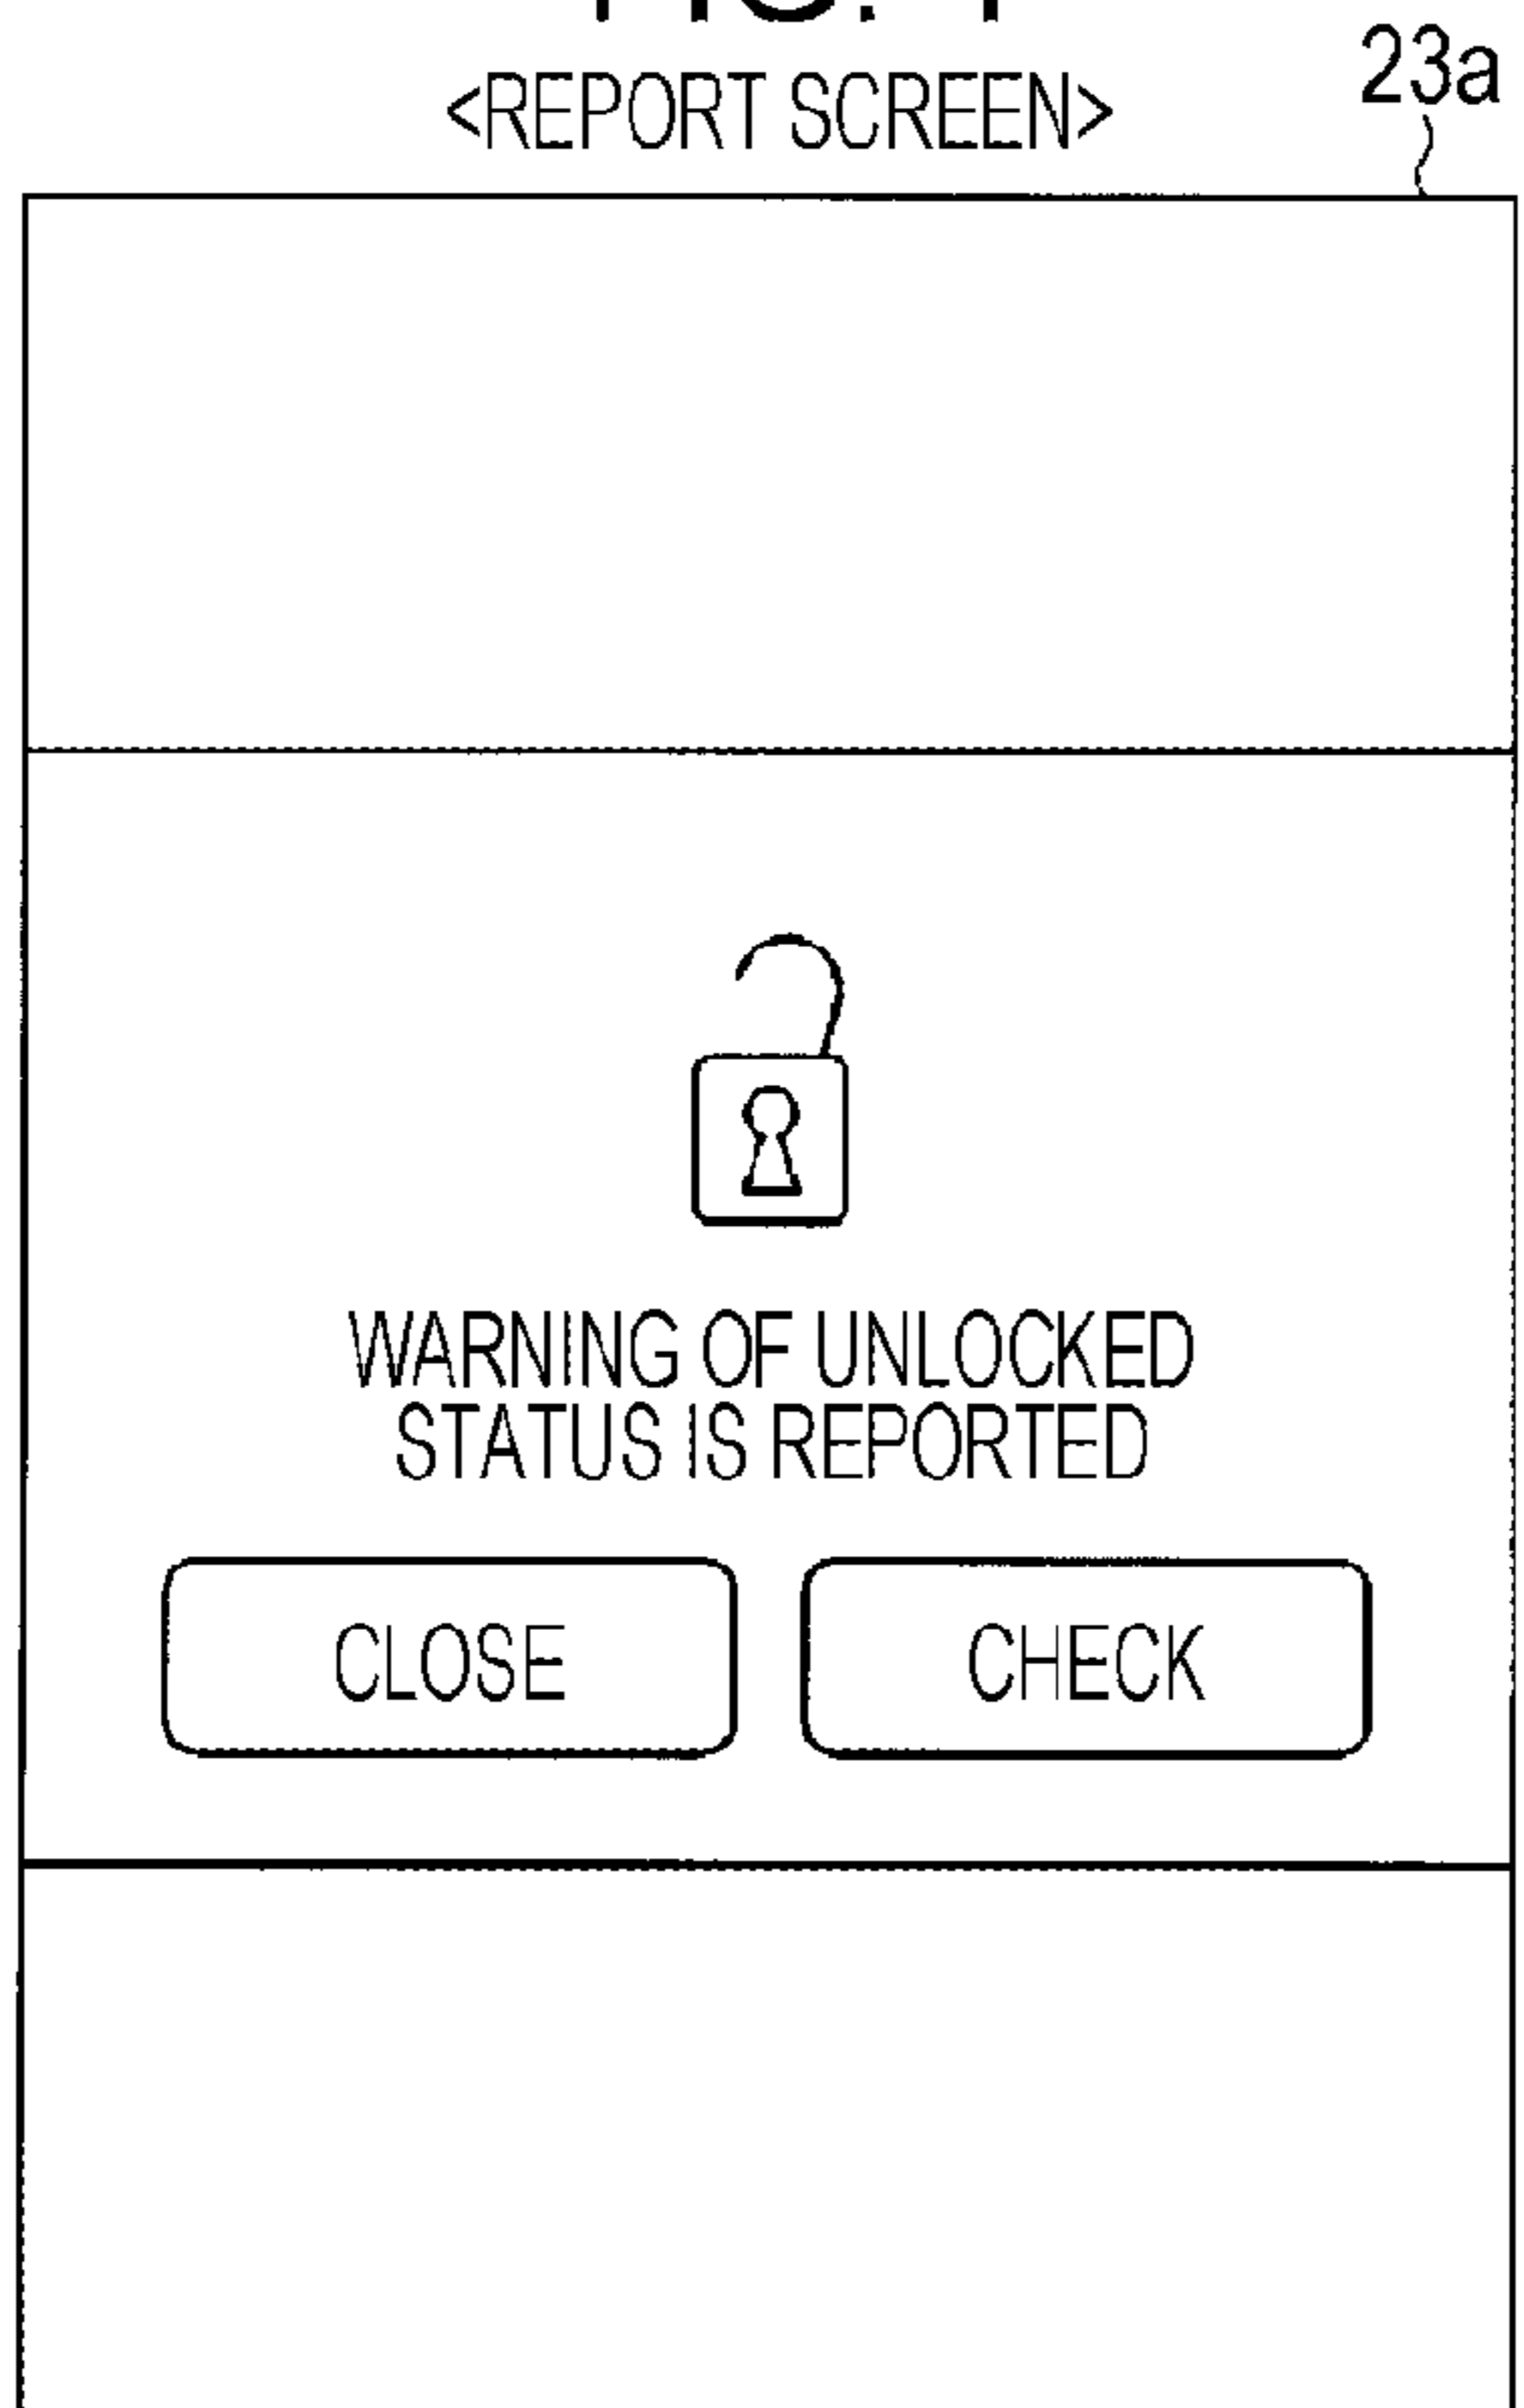 <REPORT SCREEN>
23a
WARNING OF UNLOCKED
STATUS IS REPORTED
CLOSE
CHECK